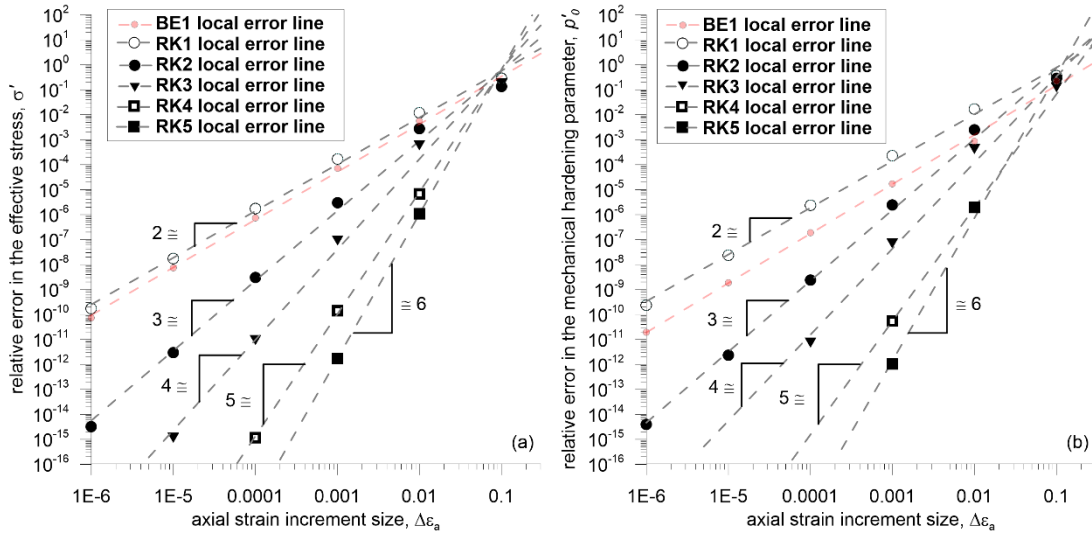 BE1 local error line
RK1 local error line
RK2 local error line
RK3 local error line
RK4 local error line
RK5 local error line
relative error in the effective stress, σ′
10²
10¹
10⁰
10⁻¹
10⁻²
10⁻³
10⁻⁴
10⁻⁵
10⁻⁶
10⁻⁷
10⁻⁸
10⁻⁹
10⁻¹⁰
10⁻¹¹
10⁻¹²
10⁻¹³
10⁻¹⁴
10⁻¹⁵
10⁻¹⁶
2 ≅
3 ≅
4 ≅
5 ≅
≅ 6
(a)
1E-6 1E-5 0.0001 0.001 0.01 0.1
axial strain increment size, Δεₐ
BE1 local error line
RK1 local error line
RK2 local error line
RK3 local error line
RK4 local error line
RK5 local error line
relative error in the mechanical hardening parameter, p′₀
10²
10¹
10⁰
10⁻¹
10⁻²
10⁻³
10⁻⁴
10⁻⁵
10⁻⁶
10⁻⁷
10⁻⁸
10⁻⁹
10⁻¹⁰
10⁻¹¹
10⁻¹²
10⁻¹³
10⁻¹⁴
10⁻¹⁵
10⁻¹⁶
2 ≅
3 ≅
4 ≅
5 ≅
≅ 6
(b)
1E-6 1E-5 0.0001 0.001 0.01 0.1
axial strain increment size, Δεₐ